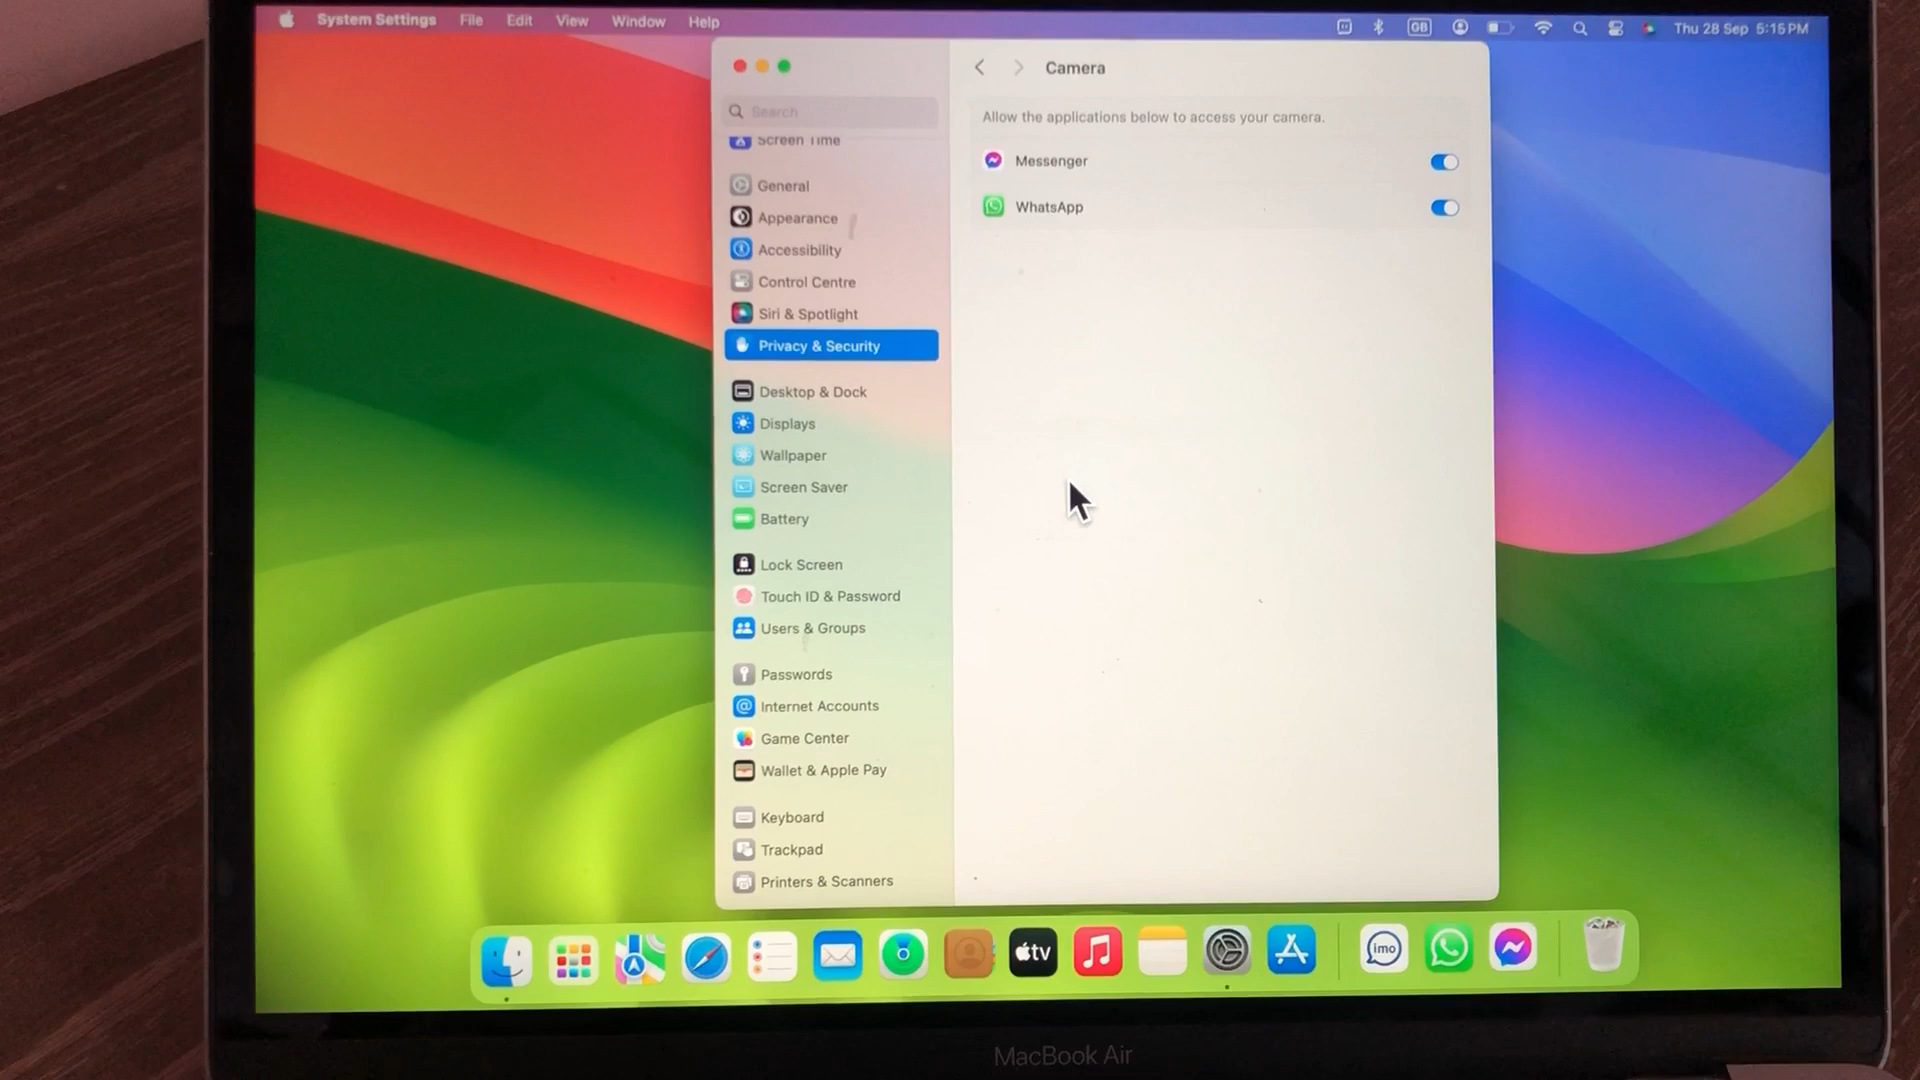 System Settings File Edit View Window Help
GB Thu 28 Sep 5:15 PM
Camera
Search
Allow the applications below to access your camera.
Screen Time
Messenger
General
WhatsApp
Appearance
Accessibility
Control Centre
Siri & Spotlight
Privacy & Security
Desktop & Dock
Displays
Wallpaper
Screen Saver
Battery
Lock Screen
Touch ID & Password
Users & Groups
Passwords
Internet Accounts
Game Center
Wallet & Apple Pay
Keyboard
Trackpad
Printers & Scanners
tv
imo
MacBook Air